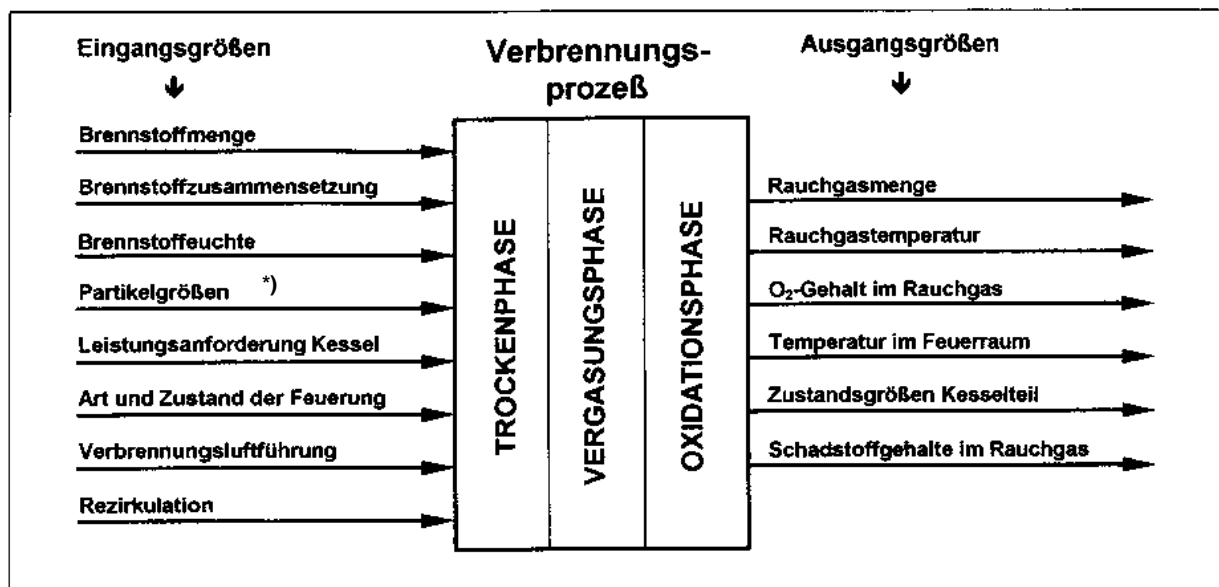 Eingangsgrößen
Brennstoffmenge
Brennstoffzusammensetzung
Brennstoffeuchte
Partikelgrößen *)
Leistungsanforderung Kessel
Art und Zustand der Feuerung
Verbrennungsluftführung
Rezirkulation
Verbrennungs-
prozeß
TROCKENPHASE
VERGASUNGSPHASE
OXIDATIONSPHASE
Ausgangsgrößen
Rauchgasmenge
Rauchgastemperatur
O₂-Gehalt im Rauchgas
Temperatur im Feuerraum
Zustandsgrößen Kesselteil
Schadstoffgehalte im Rauchgas